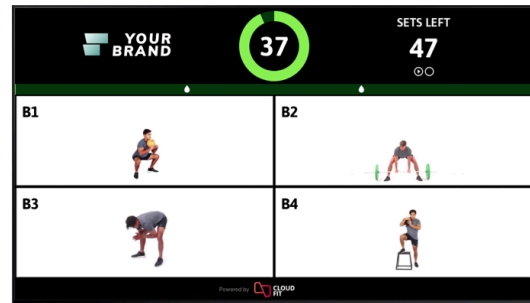 YOUR
BRAND
37
SETS LEFT
47
B1
B2
B3
B4
Powered by
CLOUD
FIT